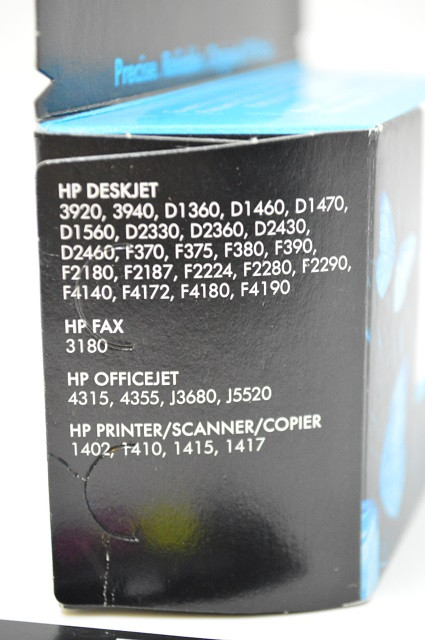 Precise.
HP DESKJET
3920, 3940, D1360, D1460, D1470,
D1560, D2330, D2360, D2430,
D2460, F370, F375, F380, F390,
F2180, F2187, F2224, F2280, F2290,
F4140, F4172, F4180, F4190
HP FAX
3180
HP OFFICEJET
4315, 4355, J3680, J5520
HP PRINTER/SCANNER/COPIER
1402, 1410, 1415, 1417